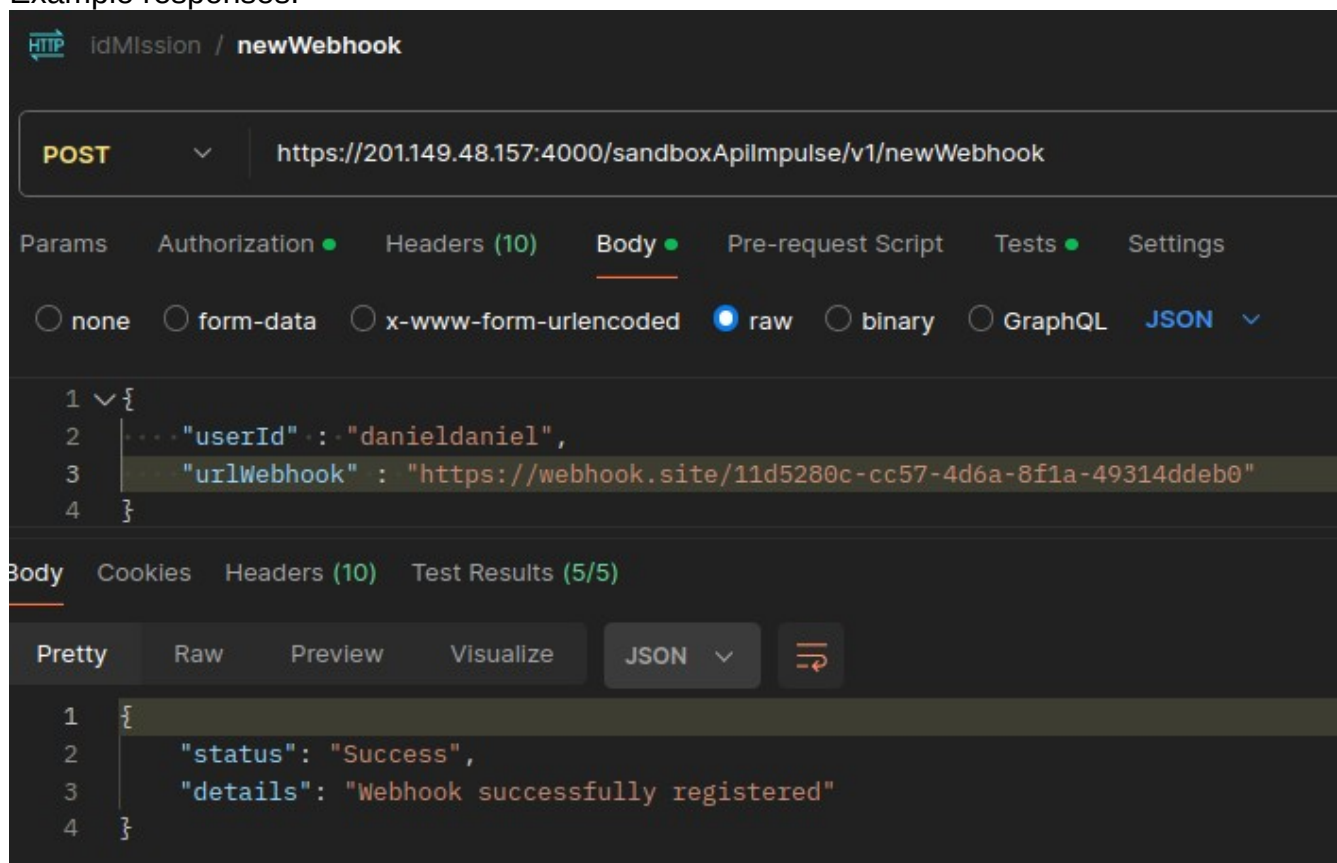 Example responses:
HTTP idMIssion / newWebhook
POST https://201.149.48.157:4000/sandboxApiImpulse/v1/newWebhook
Params Authorization Headers (10) Body Pre-request Script Tests Settings
none form-data x-www-form-urlencoded raw binary GraphQL JSON
1 {
2 "userId" : "danieldaniel",
3 "urlWebhook" : "https://webhook.site/11d5280c-cc57-4d6a-8f1a-49314ddeb0"
4 }
Body Cookies Headers (10) Test Results (5/5)
Pretty Raw Preview Visualize JSON
1 {
2 "status": "Success",
3 "details": "Webhook successfully registered"
4 }